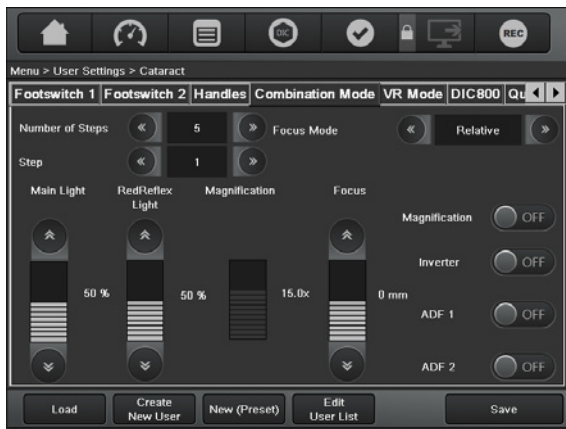 DIC
REC
Menu > User Settings > Cataract
Footswitch 1 Footswitch 2 Handles Combination Mode VR Mode DIC800 Qu
Number of Steps 5 Focus Mode Relative
Step 1
Main Light RedReflex Light Magnification Focus
Magnification OFF
Inverter OFF
50 % 50 % 15.0x 0 mm
ADF 1 OFF
ADF 2 OFF
Load Create New User New (Preset) Edit User List Save